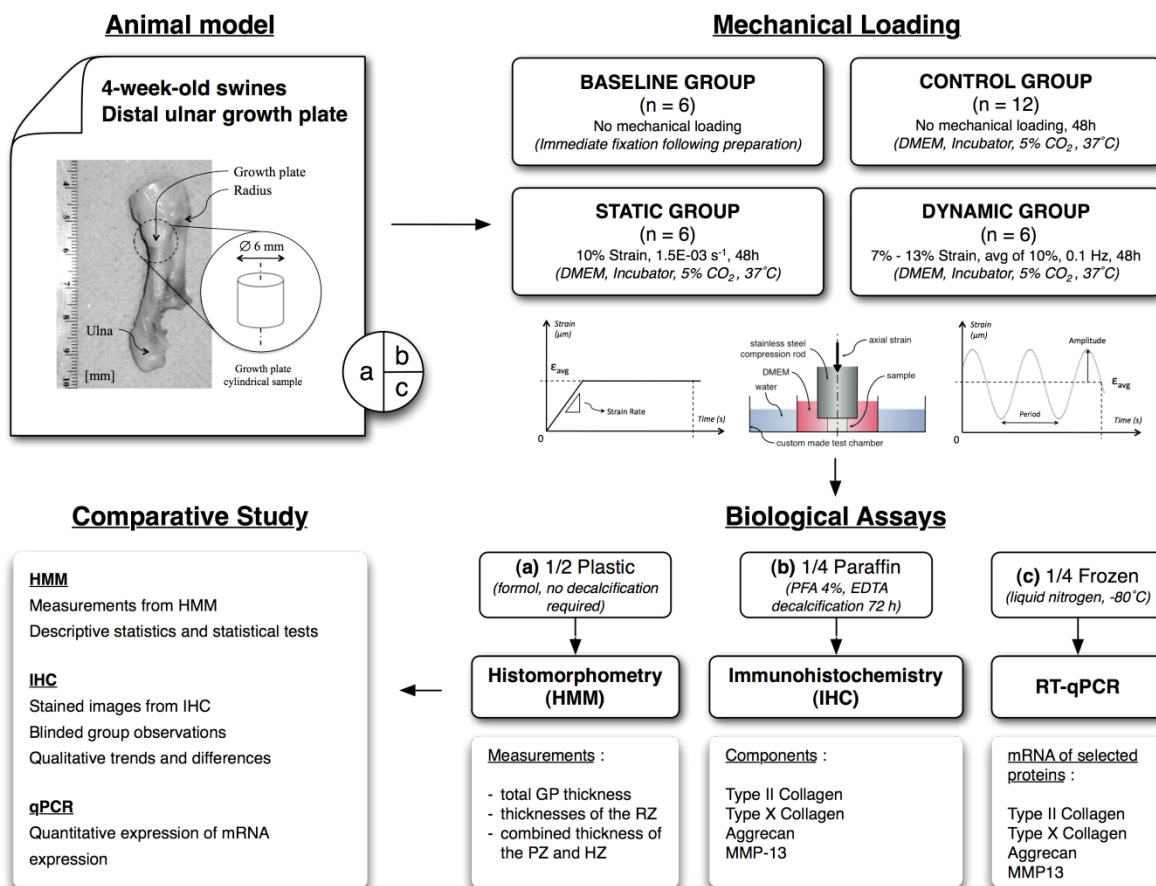 Animal model
4-week-old swines
Distal ulnar growth plate
Growth plate
Radius
Ø 6 mm
Ulna
[mm]
4
5
6
7
8
9
10
Growth plate
cylindrical sample
a
b
c
Mechanical Loading
BASELINE GROUP
(n = 6)
No mechanical loading
(Immediate fixation following preparation)
CONTROL GROUP
(n = 12)
No mechanical loading, 48h
(DMEM, Incubator, 5% CO₂, 37˚C)
STATIC GROUP
(n = 6)
10% Strain, 1.5E-03 s⁻¹, 48h
(DMEM, Incubator, 5% CO₂, 37˚C)
DYNAMIC GROUP
(n = 6)
7% - 13% Strain, avg of 10%, 0.1 Hz, 48h
(DMEM, Incubator, 5% CO₂, 37˚C)
Strain
(µm)
εavg
Strain Rate
Time (s)
0
stainless steel
compression rod
axial strain
DMEM
sample
water
custom made test chamber
Strain
(µm)
Amplitude
εavg
Period
Time (s)
0
Biological Assays
(a) 1/2 Plastic
(formol, no decalcification
required)
(b) 1/4 Paraffin
(PFA 4%, EDTA
decalcification 72 h)
(c) 1/4 Frozen
(liquid nitrogen, -80˚C)
Histomorphometry
(HMM)
Immunohistochemistry
(IHC)
RT-qPCR
Measurements :
- total GP thickness
- thicknesses of the RZ
- combined thickness of
the PZ and HZ
Components :
Type II Collagen
Type X Collagen
Aggrecan
MMP-13
mRNA of selected
proteins :
Type II Collagen
Type X Collagen
Aggrecan
MMP13
Comparative Study
HMM
Measurements from HMM
Descriptive statistics and statistical tests
IHC
Stained images from IHC
Blinded group observations
Qualitative trends and differences
qPCR
Quantitative expression of mRNA
expression